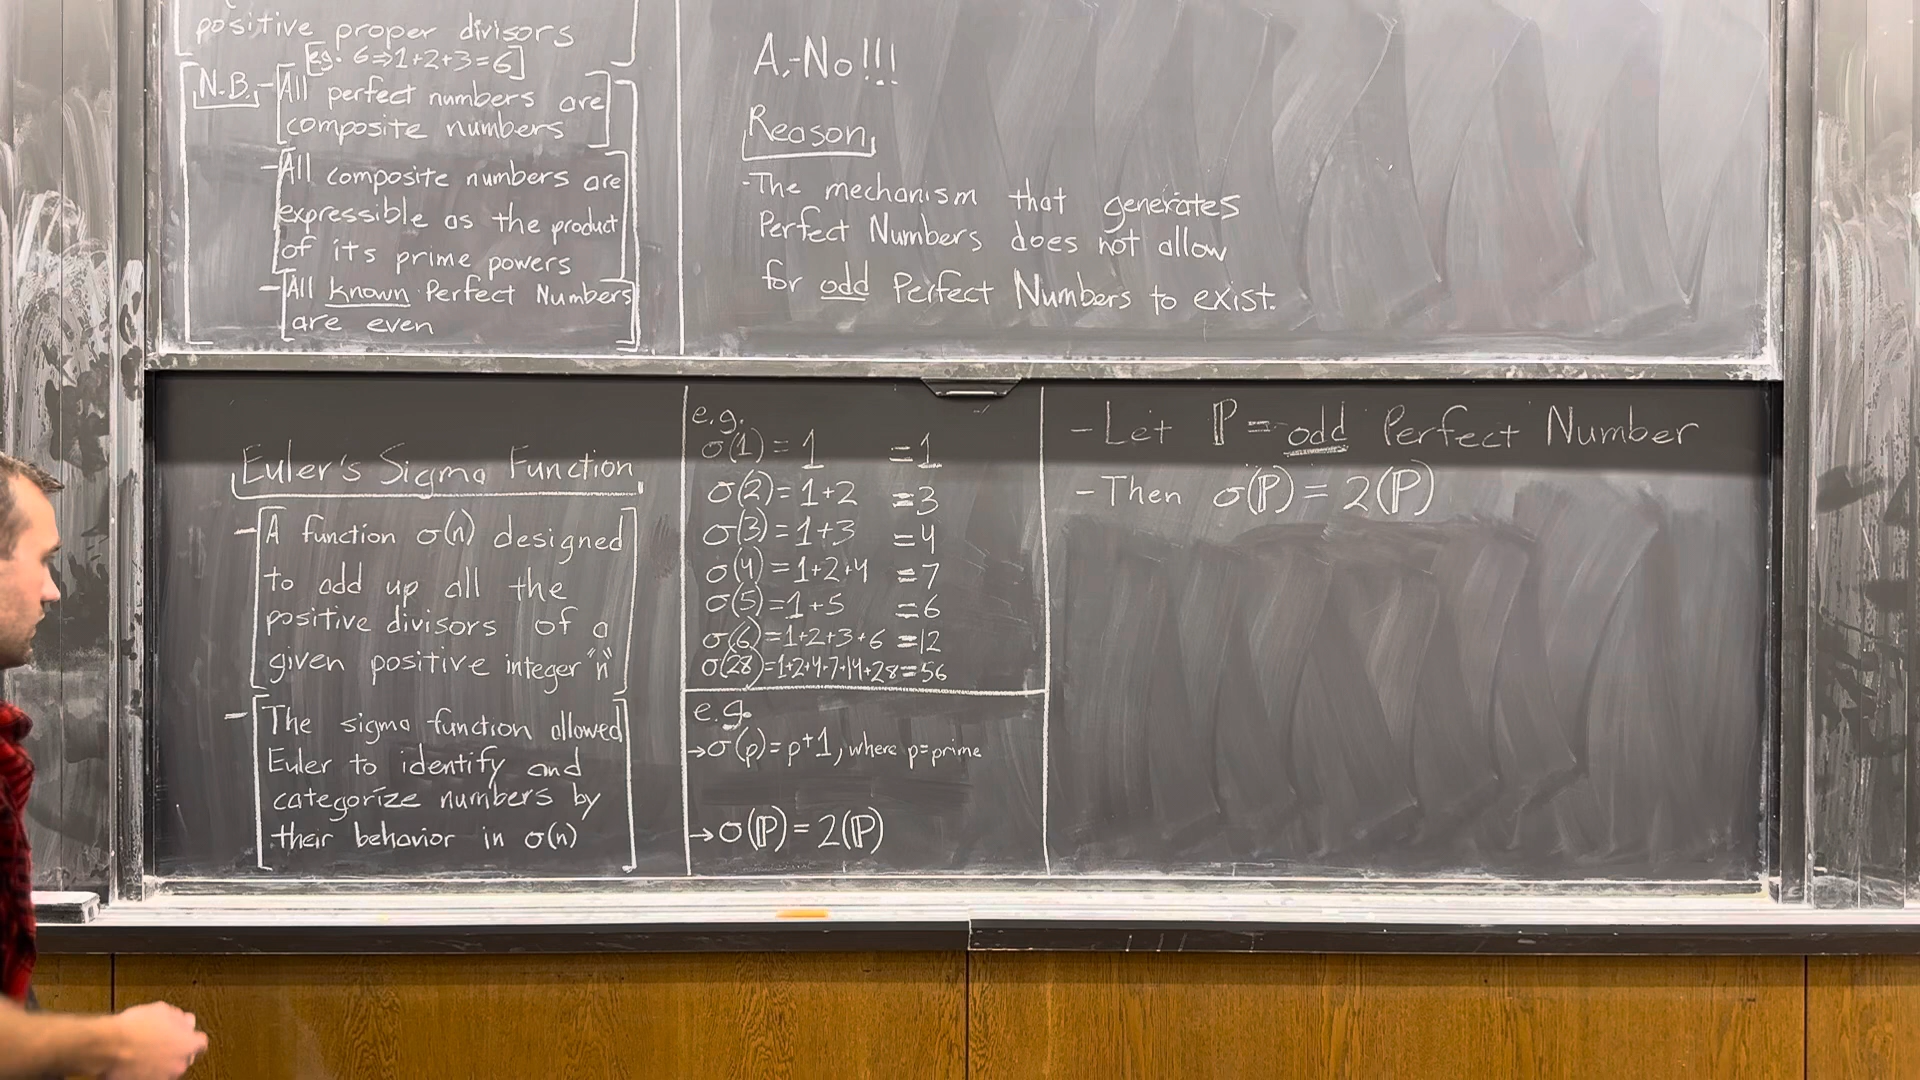 positive proper divisors
[eg. 6⇒1+2+3=6]
N.B. - All perfect numbers are
composite numbers
- All composite numbers are
expressible as the product
of its prime powers
- All known Perfect Numbers
are even
A.-No!!!
Reason
-The mechanism that generates
Perfect Numbers does not allow
for odd Perfect Numbers to exist.
Euler's Sigma Function
- A function σ(n) designed
to add up all the
positive divisors of a
given positive integer "n"
- The sigma function allowed
Euler to identify and
categorize numbers by
their behavior in σ(n)
e.g.
σ(1) = 1 =1
σ(2)=1+2 =3
σ(3)=1+3 =4
σ(4)=1+2+4 =7
σ(5)=1+5 =6
σ(6)=1+2+3+6 =12
σ(28)=1+2+4+7+14+28=56
e.g.
→σ(p)=p+1, where p=prime
→σ(ℙ)=2(ℙ)
-Let ℙ = odd Perfect Number
-Then σ(ℙ)=2(ℙ)